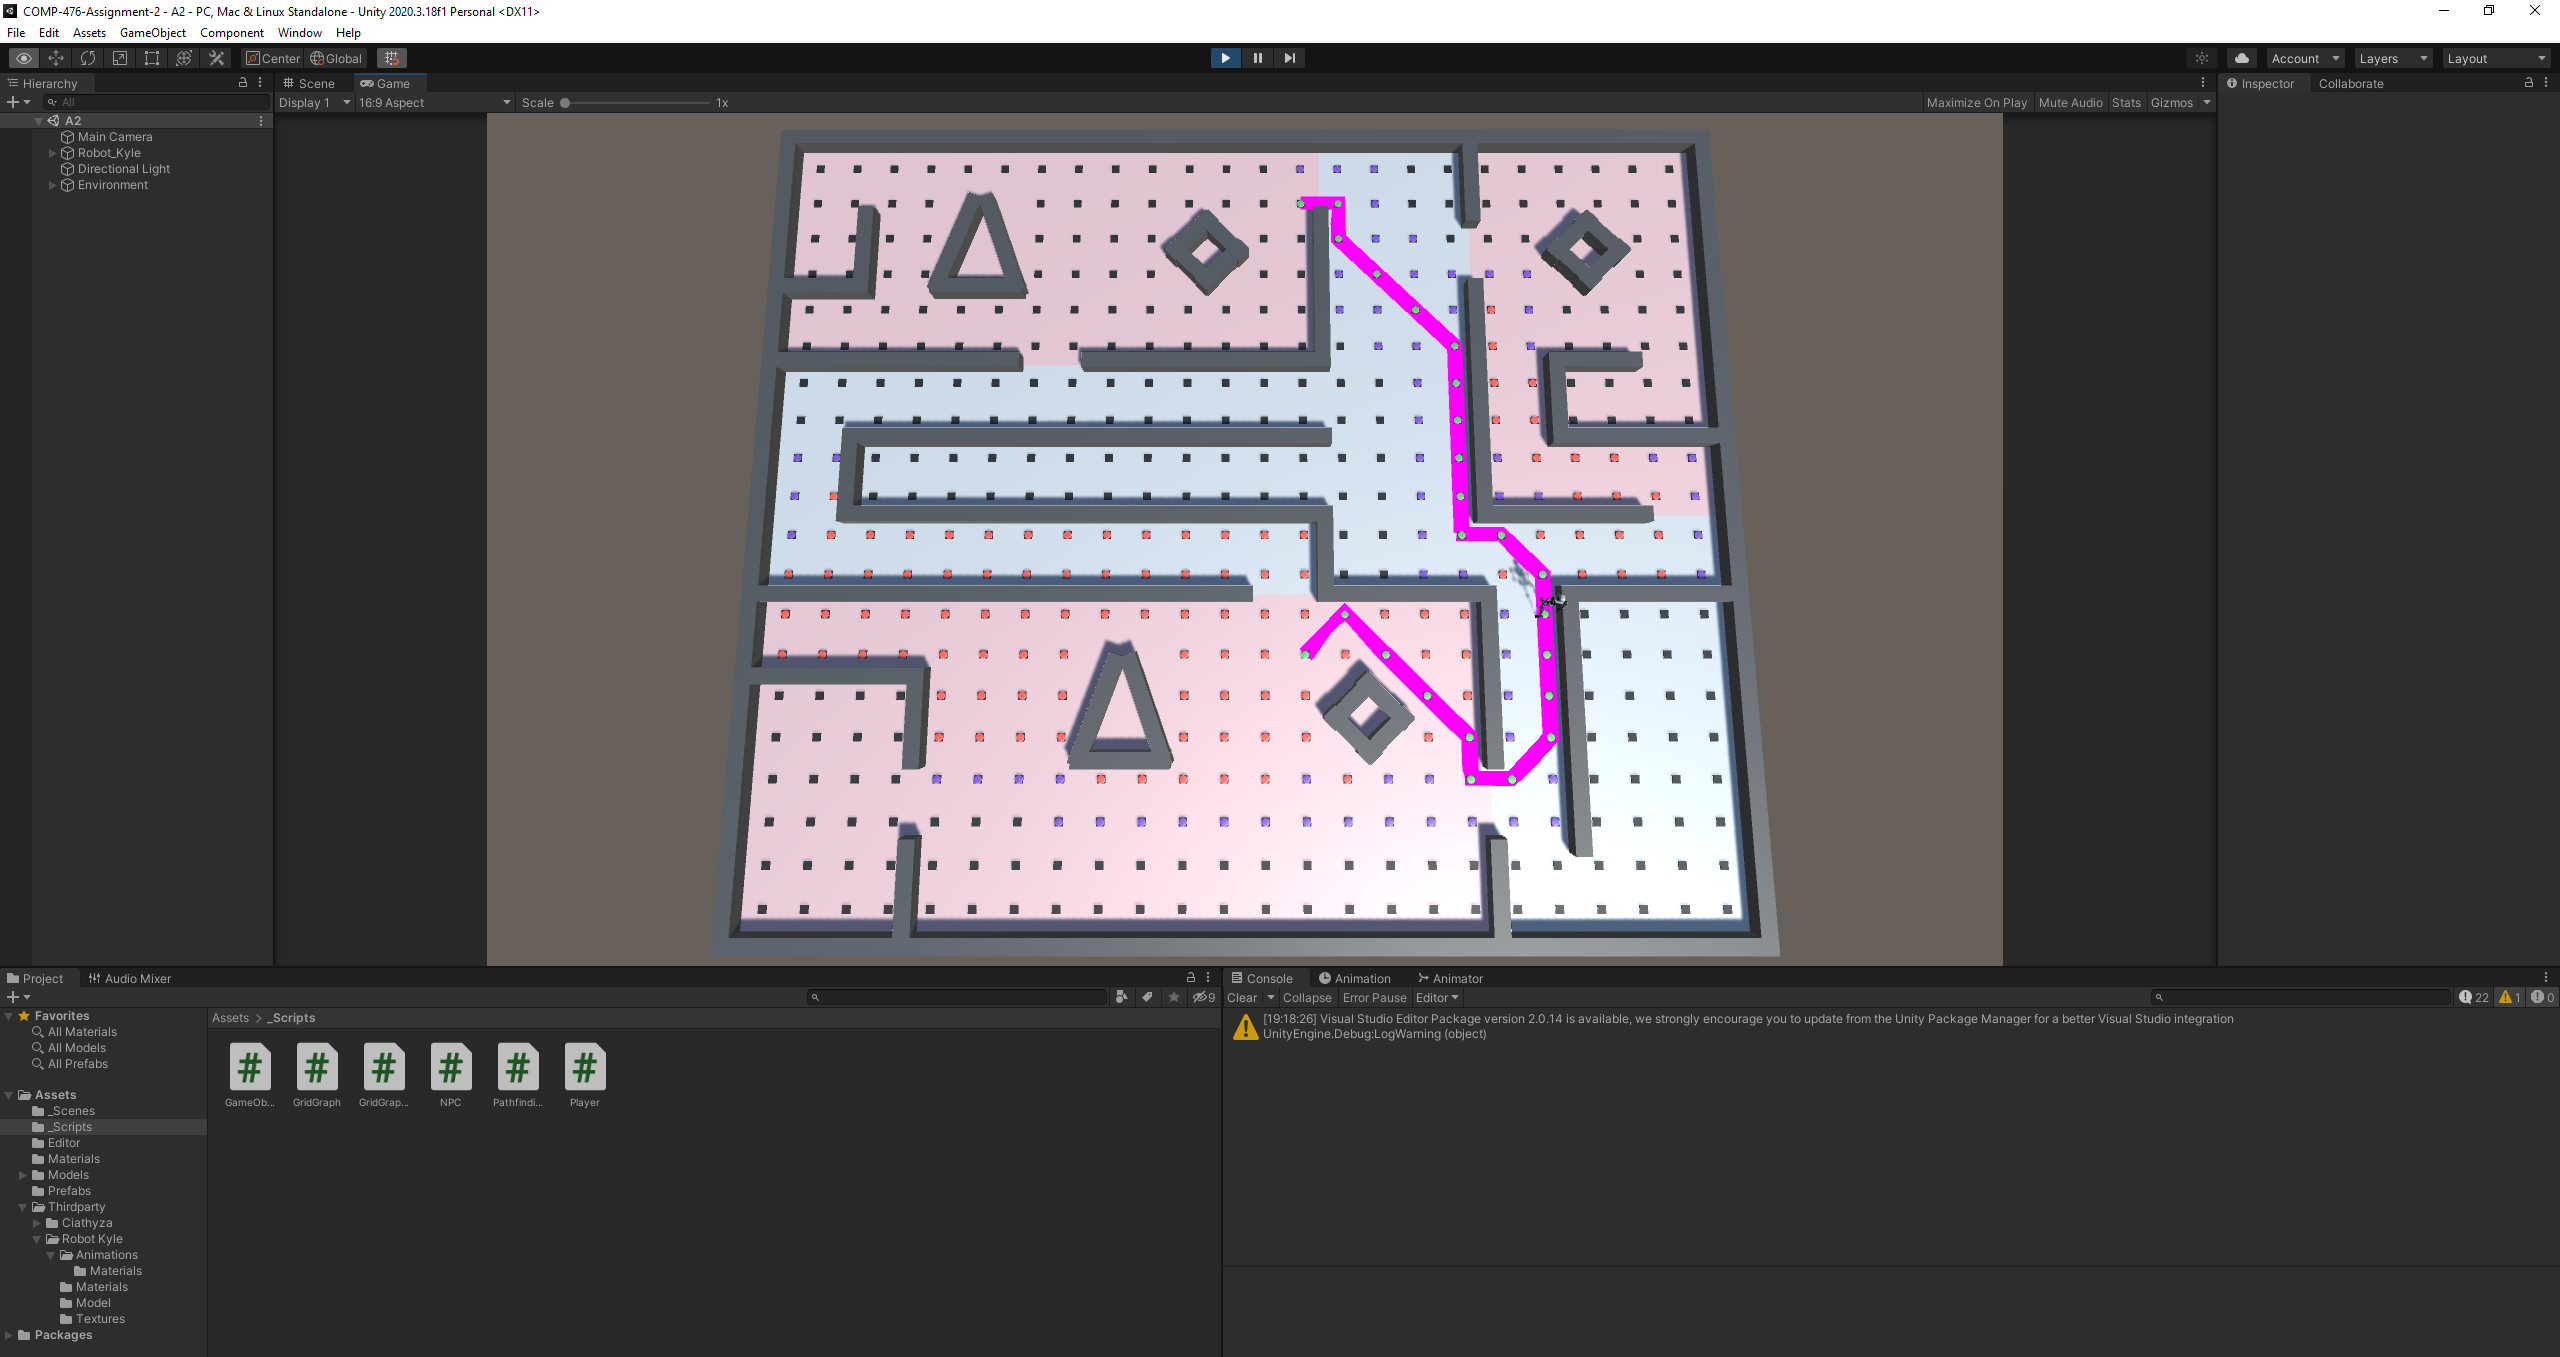 COMP-476-Assignment-2 - A2 - PC, Mac & Linux Standalone - Unity 2020.3.18f1 Personal <DX11>
File Edit Assets GameObject Component Window Help
Center Global
Account Layers Layout
Hierarchy
All
A2
Main Camera
Robot_Kyle
Directional Light
Environment
Scene Game
Display 1 16:9 Aspect Scale 1x Maximize On Play Mute Audio Stats Gizmos
Inspector Collaborate
Project Audio Mixer
9
Favorites
All Materials
All Models
All Prefabs
Assets
_Scenes
_Scripts
Editor
Materials
Models
Prefabs
Thirdparty
Ciathyza
Robot Kyle
Animations
Materials
Materials
Model
Textures
Packages
Assets > _Scripts
GameOb... GridGraph GridGrap... NPC Pathfindi... Player
Console Animation Animator
Clear Collapse Error Pause Editor 22 1 0
[19:18:26] Visual Studio Editor Package version 2.0.14 is available, we strongly encourage you to update from the Unity Package Manager for a better Visual Studio integration
UnityEngine.Debug:LogWarning (object)